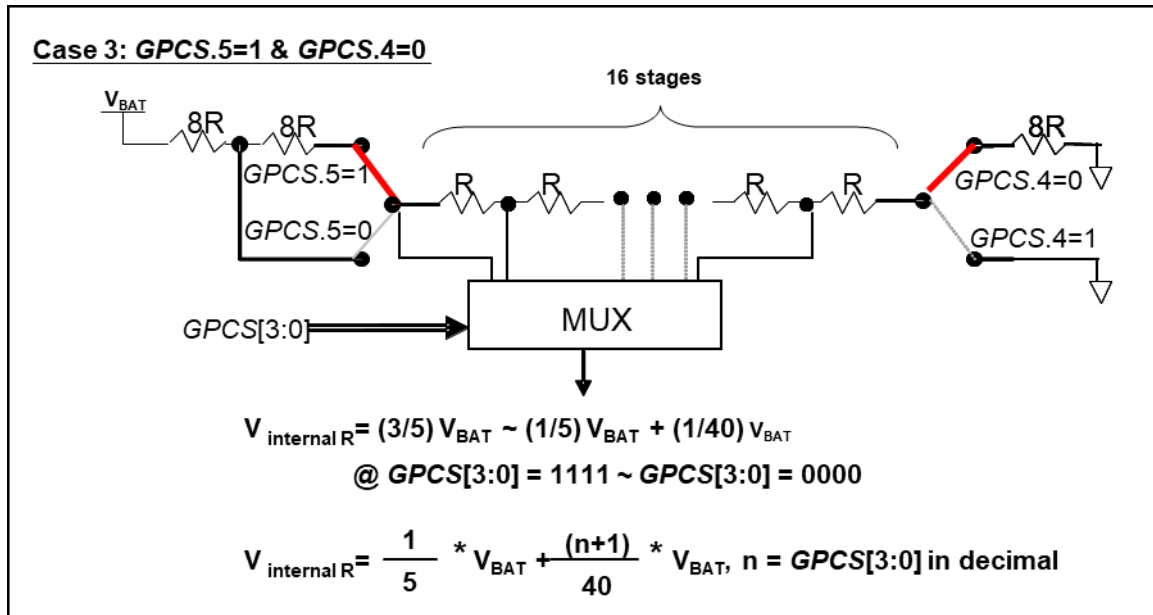 Case 3: GPCS.5=1 & GPCS.4=0
16 stages
VBAT
8R 8R 8R
GPCS.5=1
R R R R
GPCS.4=0
GPCS.5=0
GPCS.4=1
MUX
GPCS[3:0]
V internal R= (3/5) VBAT ~ (1/5) VBAT + (1/40) VBAT
@ GPCS[3:0] = 1111 ~ GPCS[3:0] = 0000
V internal R= 1/5 * VBAT + (n+1)/40 * VBAT, n = GPCS[3:0] in decimal